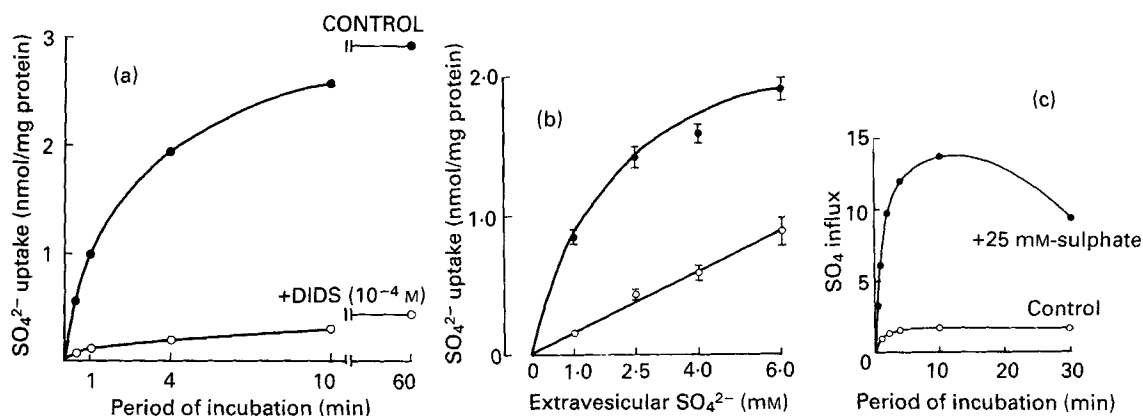 (a)
CONTROL
+DIDS (10⁻⁴ M)
SO₄²⁻ uptake (nmol/mg protein)
3
2
1
1 4 10 60
Period of incubation (min)
(b)
SO₄²⁻ uptake (nmol/mg protein)
2·0
1·0
0
0 1·0 2·5 4·0 6·0
Extravesicular SO₄²⁻ (mM)
(c)
SO₄ influx
15
10
5
0
+25 mM-sulphate
Control
0 10 20 30
Period of incubation (min)